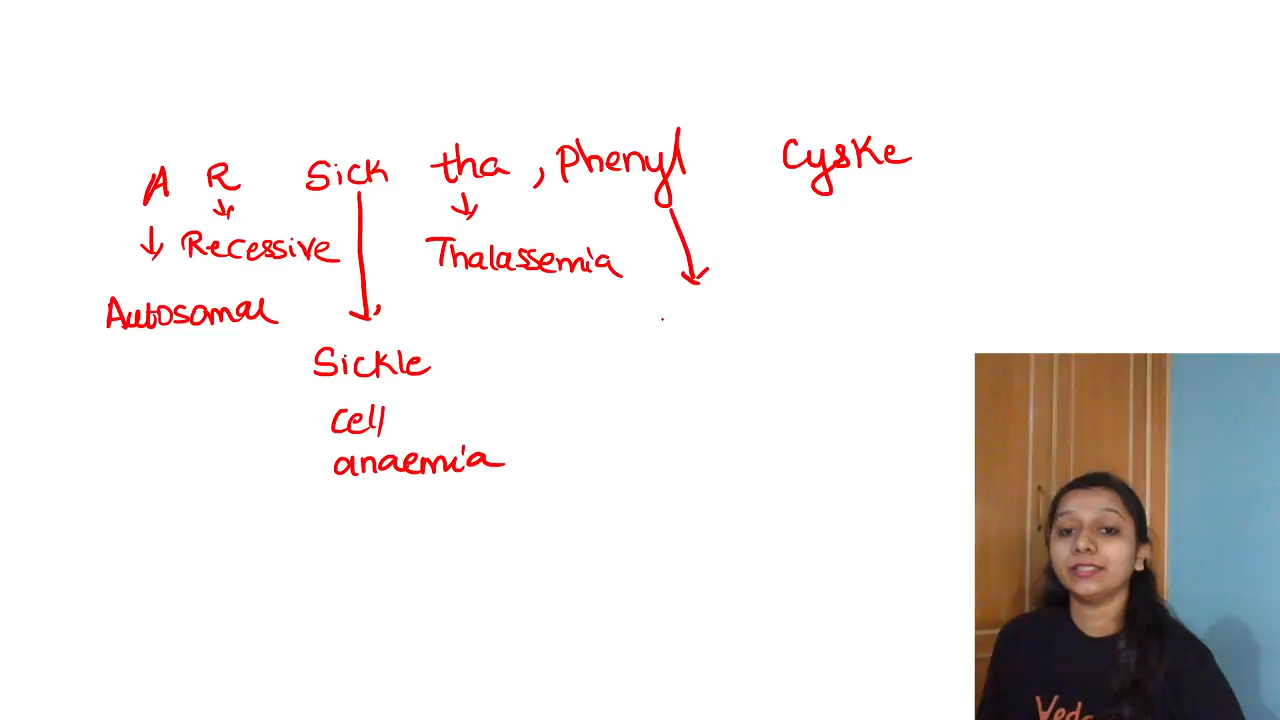 A R Sick tha , Phenyl Cyske
Recessive
Thalassemia
Autosomal
Sickle
cell
anaemia